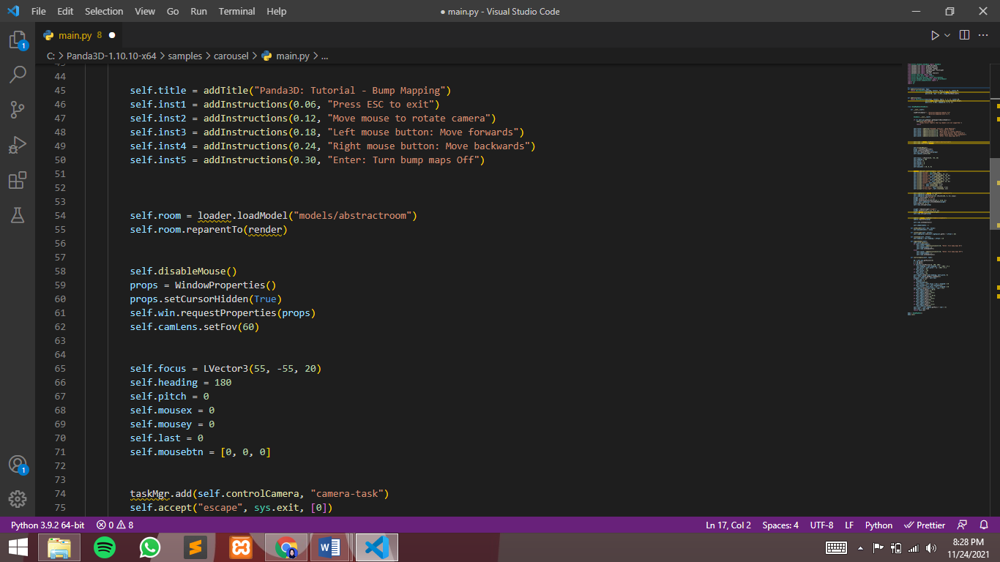 File Edit Selection View Go Run Terminal Help
● main.py - Visual Studio Code
main.py 8
C: > Panda3D-1.10.10-x64 > samples > carousel > main.py > ...
43
44
45 self.title = addTitle("Panda3D: Tutorial - Bump Mapping")
46 self.inst1 = addInstructions(0.06, "Press ESC to exit")
47 self.inst2 = addInstructions(0.12, "Move mouse to rotate camera")
48 self.inst3 = addInstructions(0.18, "Left mouse button: Move forwards")
49 self.inst4 = addInstructions(0.24, "Right mouse button: Move backwards")
50 self.inst5 = addInstructions(0.30, "Enter: Turn bump maps Off")
51
52
53
54 self.room = loader.loadModel("models/abstractroom")
55 self.room.reparentTo(render)
56
57
58 self.disableMouse()
59 props = WindowProperties()
60 props.setCursorHidden(True)
61 self.win.requestProperties(props)
62 self.camLens.setFov(60)
63
64
65 self.focus = LVector3(55, -55, 20)
66 self.heading = 180
67 self.pitch = 0
68 self.mousex = 0
69 self.mousey = 0
70 self.last = 0
71 self.mousebtn = [0, 0, 0]
72
73
74 taskMgr.add(self.controlCamera, "camera-task")
75 self.accept("escape", sys.exit, [0])
1
1
Python 3.9.2 64-bit 0 8 Ln 17, Col 2 Spaces: 4 UTF-8 LF Python Prettier
8:28 PM
11/24/2021